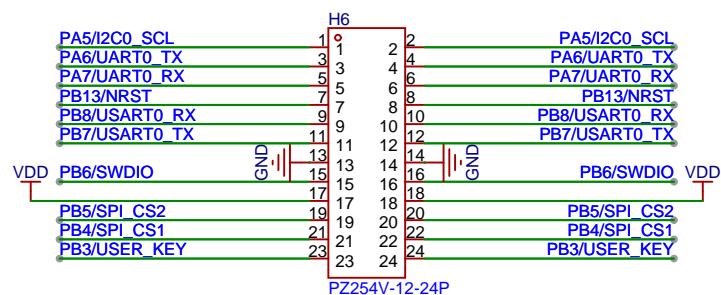 H6
PA5/I2C0_SCL 1 1 2 2 PA5/I2C0_SCL
PA6/UART0_TX 3 3 4 4 PA6/UART0_TX
PA7/UART0_RX 5 5 6 6 PA7/UART0_RX
PB13/NRST 7 7 8 8 PB13/NRST
PB8/USART0_RX 9 9 10 10 PB8/USART0_RX
PB7/USART0_TX 11 11 12 12 PB7/USART0_TX
GND 13 13 14 14 GND
VDD PB6/SWDIO 15 15 16 16 PB6/SWDIO VDD
17 17 18 18
PB5/SPI_CS2 19 19 20 20 PB5/SPI_CS2
PB4/SPI_CS1 21 21 22 22 PB4/SPI_CS1
PB3/USER_KEY 23 23 24 24 PB3/USER_KEY
PZ254V-12-24P